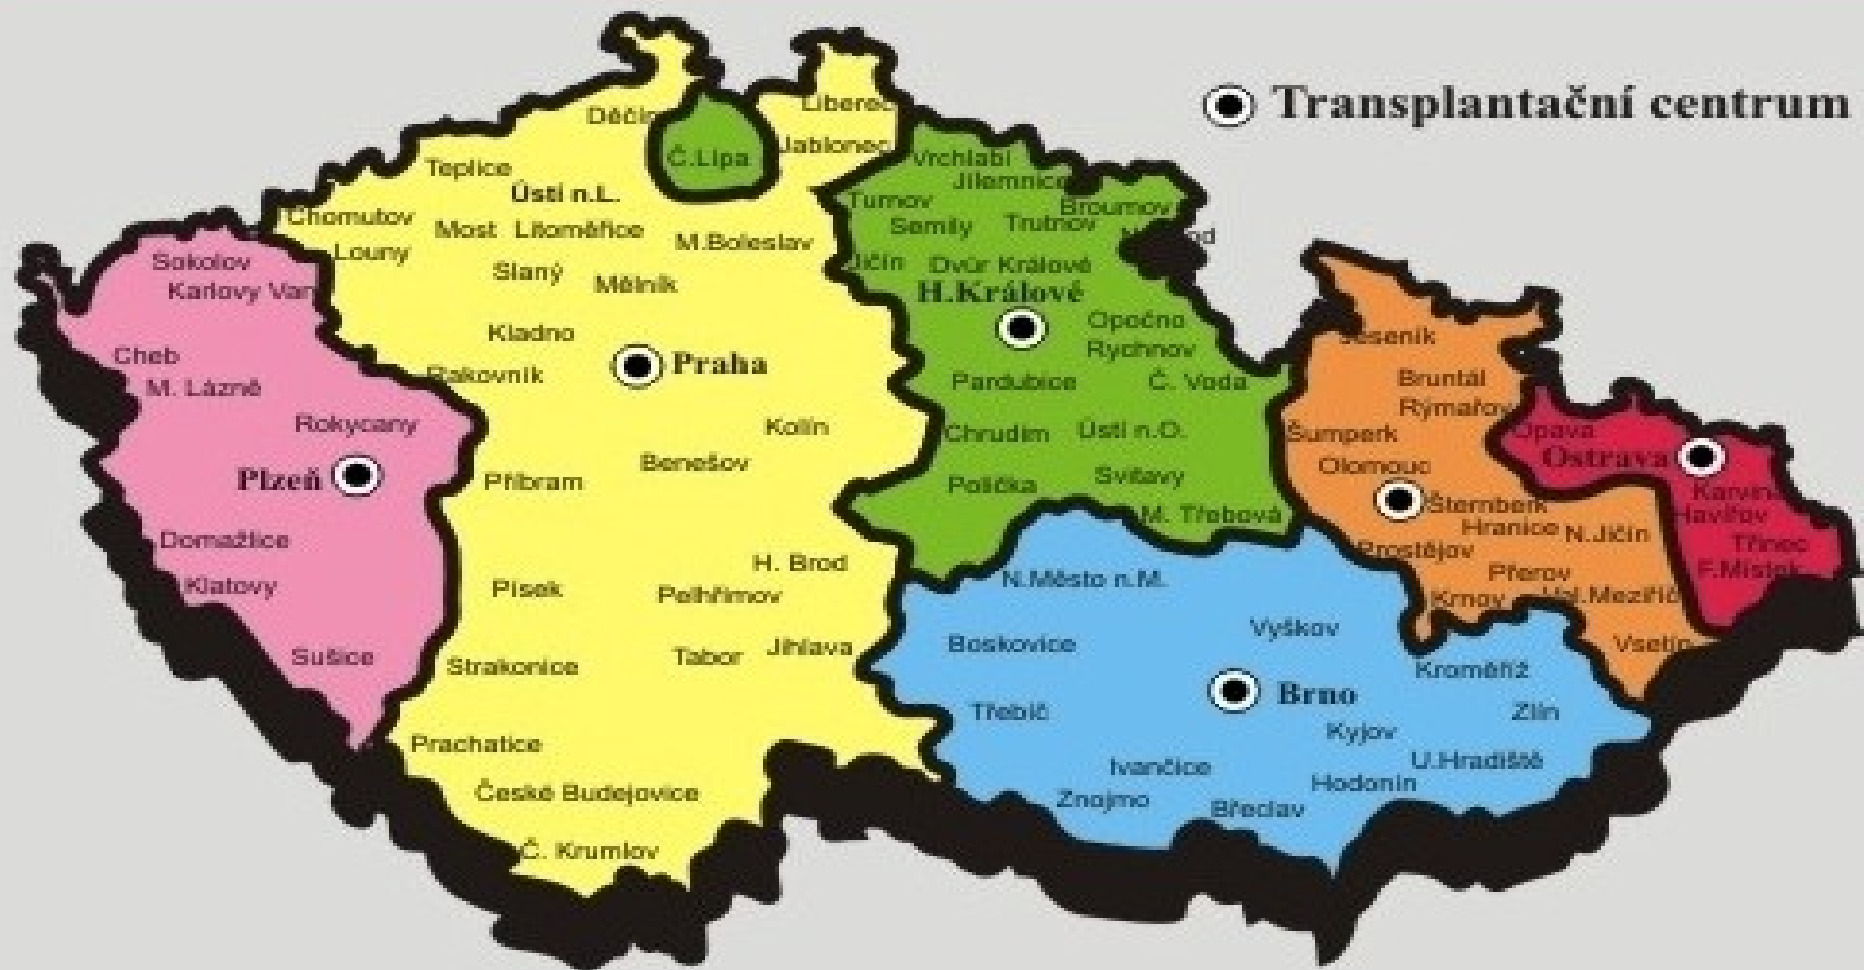 Transplantační centrum
Děčín
Liberec
Č.Lípa
Jablonec
Teplice
Ústí n.L.
Chomutov
Most
Litoměřice
M.Boleslav
Louny
Slaný
Mělník
Kladno
Rakovník
Praha
Kolín
Benešov
Příbram
H. Brod
Písek
Pelhřimov
Jihlava
Tabor
Strakonice
Prachatice
České Budejovice
Č. Krumlov
Sokolov
Karlovy Vary
Cheb
M. Lázně
Rokycany
Plzeň
Domažlice
Klatovy
Sušice
Vrchlabí
Jilemnice
Turnov
Broumov
Semily
Trutnov
Jičín
Dvůr Králové
H.Králové
Opočno
Rychnov
Pardubice
Č. Voda
Chrudim
Ústí n.O.
Polička
Svitavy
M. Třebová
Jeseník
Bruntál
Rýmařov
Šumperk
Olomouc
Šternberk
Hranice
N.Jičín
Prostějov
Přerov
Krnov
Val.Meziříč
Vsetín
Opava
Ostrava
Karviná
Havířov
Třinec
F.Místek
N.Město n.M.
Boskovice
Vyškov
Kroměříž
Třebíč
Brno
Zlín
Kyjov
Ivančice
U.Hradiště
Hodonín
Znojmo
Břeclav